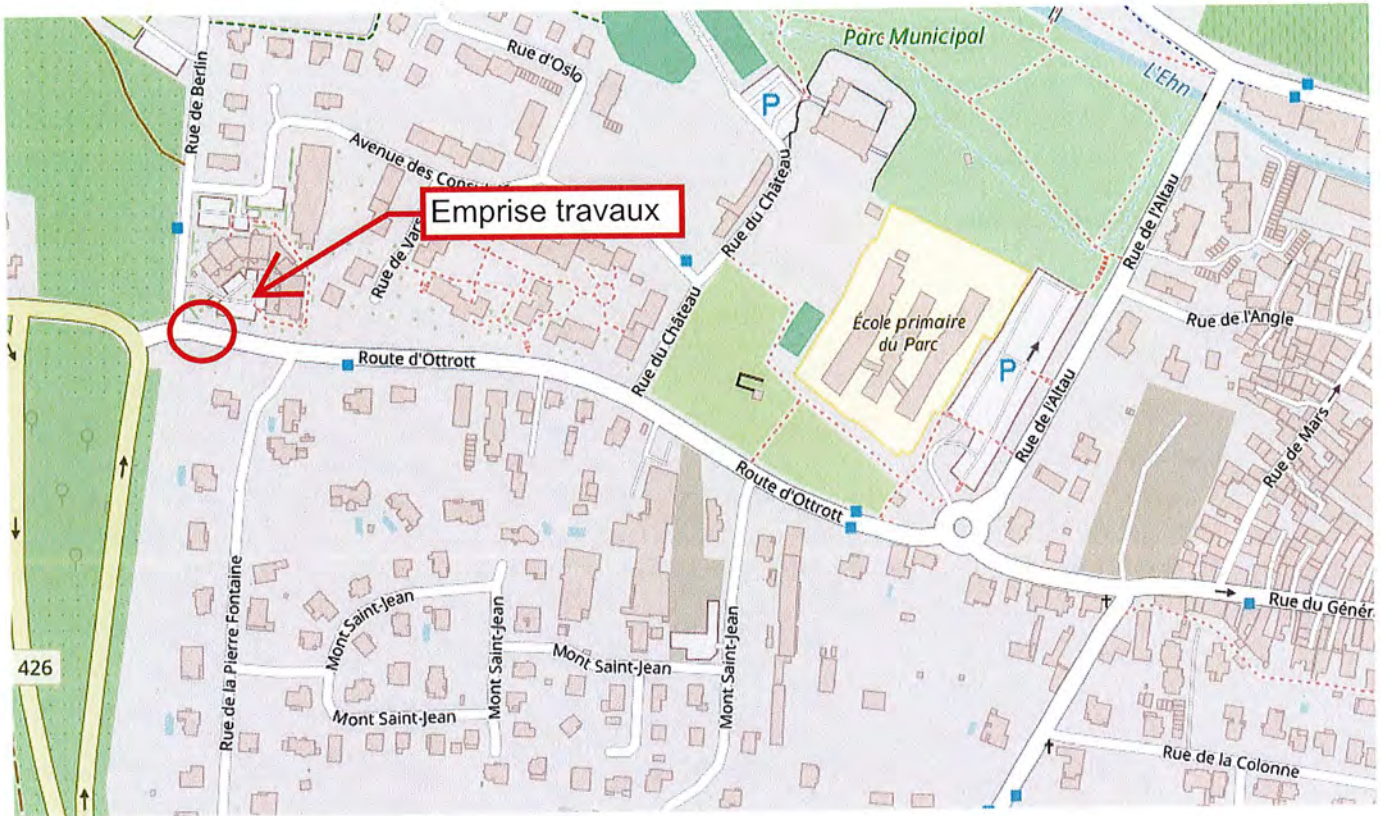 Rue d'Oslo
Parc Municipal
L'Ehn
Rue de Berlin
P
Avenue des
Emprise travaux
Rue du Château
Rue de l'Altau
Rue de
Rue du Château
École primaire
du Parc
P
Rue de l'Angle
Route d'Ottrott
Rue de l'Altau
Rue de Mars
Route d'Ottrott
Rue de la Pierre Fontaine
Mont Saint-Jean
Mont Saint-Jean
Mont Saint-Jean
Mont Saint-Jean
Mont Saint-Jean
Rue du Génér
426
Rue de la Colonne